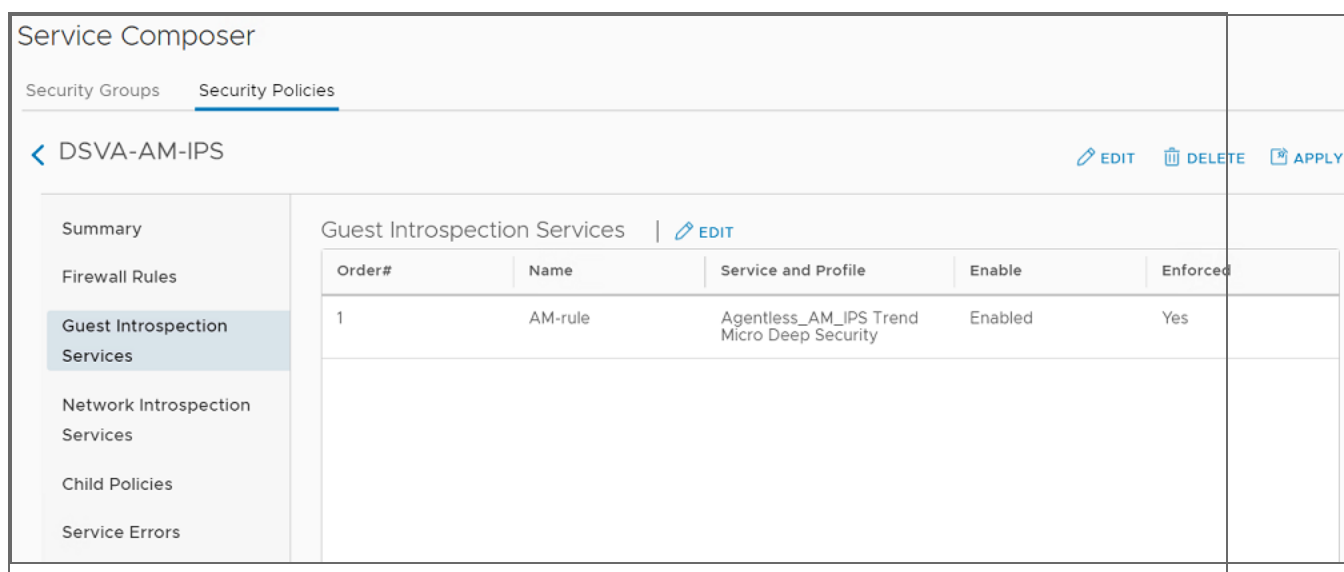 Service Composer
Security Groups Security Policies
DSVA-AM-IPS
EDIT DELETE APPLY
Summary
Firewall Rules
Guest Introspection
Services
Network Introspection
Services
Child Policies
Service Errors
Guest Introspection Services | EDIT
Order# Name Service and Profile Enable Enforced
1 AM-rule Agentless_AM_IPS Trend Enabled Yes
Micro Deep Security